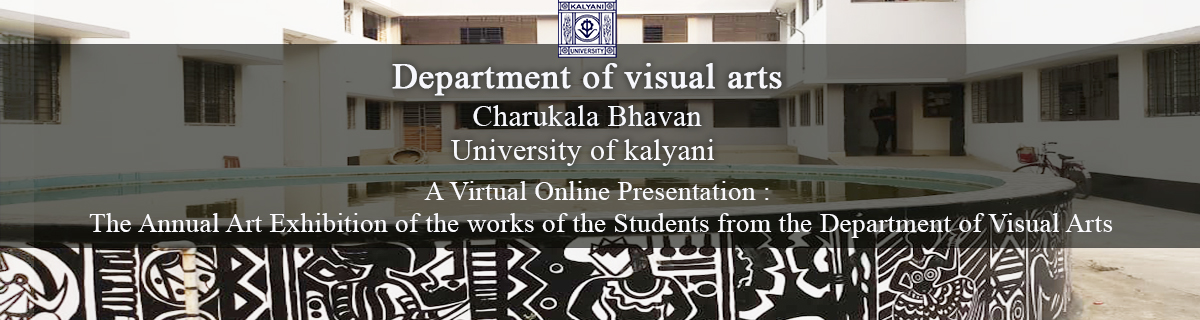 KALYANI
UNIVERSITY
Department of visual arts
Charukala Bhavan
University of kalyani
A Virtual Online Presentation :
The Annual Art Exhibition of the works of the Students from the Department of Visual Arts